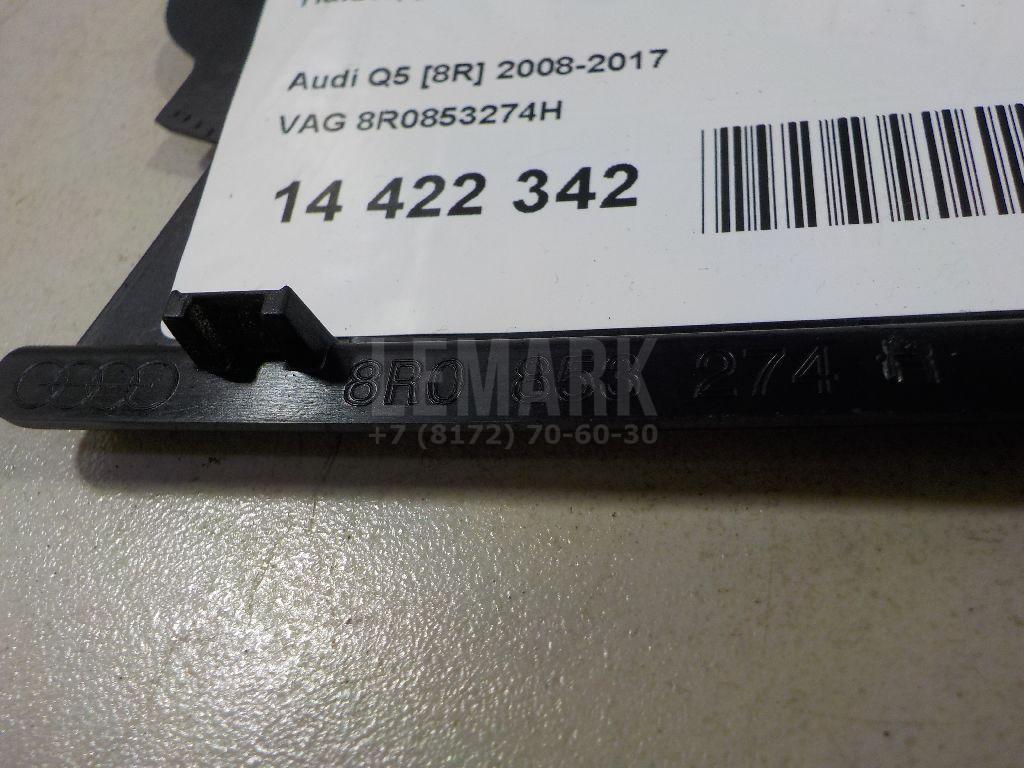 Audi Q5 [8R] 2008-2017
VAG 8R0853274H
14 422 342
8R0 853 274
LEMARK
+7 (8172) 70-60-30